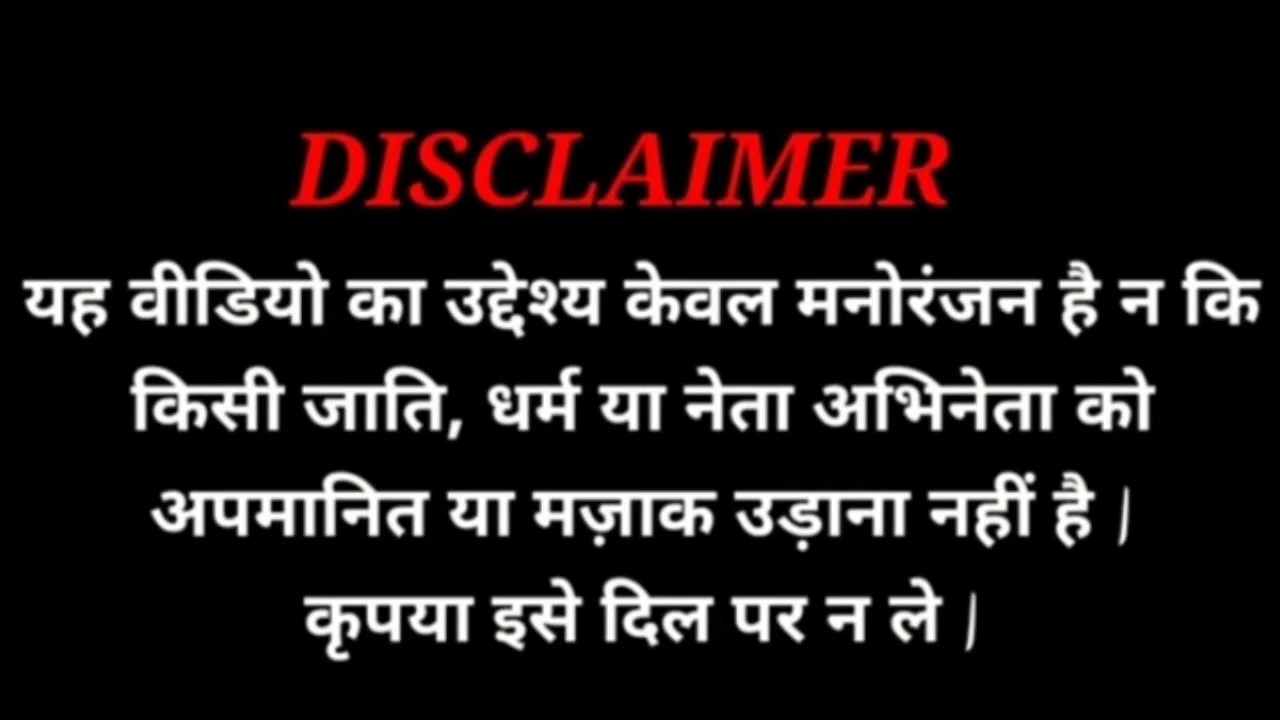 DISCLAIMER
यह वीडियो का उद्देश्य केवल मनोरंजन है न कि
किसी जाति, धर्म या नेता अभिनेता को
अपमानित या मज़ाक उड़ाना नहीं है |
कृपया इसे दिल पर न ले |